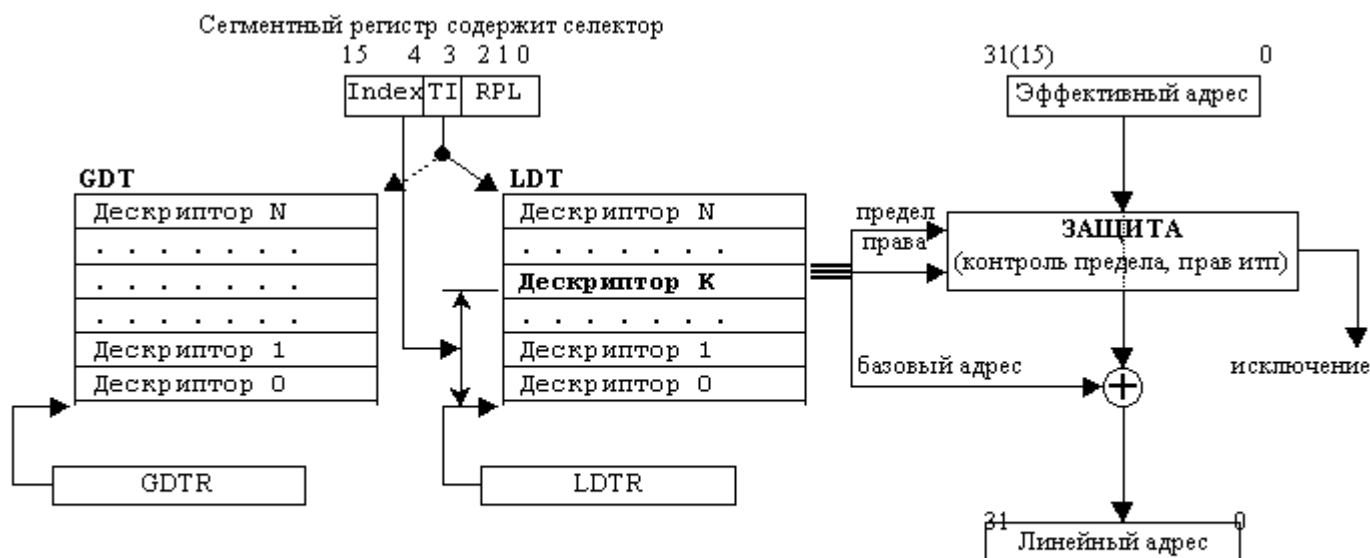 Сегментный регистр содержит селектор
15 4 3 2 1 0
31(15) 0
Index TI RPL
Эффективный адрес
GDT
LDT
Дескриптор N
. . . . . . .
. . . . . . .
. . . . . . .
Дескриптор 1
Дескриптор 0
Дескриптор N
. . . . . . .
Дескриптор K
. . . . . . .
Дескриптор 1
Дескриптор 0
предел
права
базовый адрес
ЗАЩИТА
(контроль предела, прав итп)
исключение
GDTR
LDTR
31 0
Линейный адрес